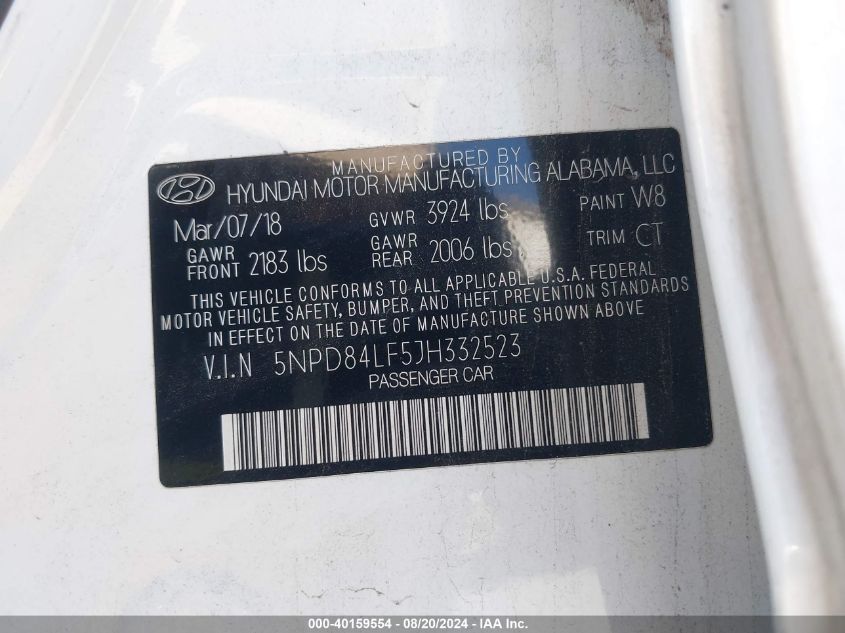 MANUFACTURED BY
HYUNDAI MOTOR MANUFACTURING ALABAMA, LLC
Mar/07/18 GVWR 3924 lbs PAINT W8
GAWR FRONT 2183 lbs GAWR REAR 2006 lbs TRIM CT
THIS VEHICLE CONFORMS TO ALL APPLICABLE U.S.A. FEDERAL
MOTOR VEHICLE SAFETY, BUMPER, AND THEFT PREVENTION STANDARDS
IN EFFECT ON THE DATE OF MANUFACTURE SHOWN ABOVE
V.I.N 5NPD84LF5JH332523
PASSENGER CAR
000-40159554 - 08/20/2024 - IAA Inc.